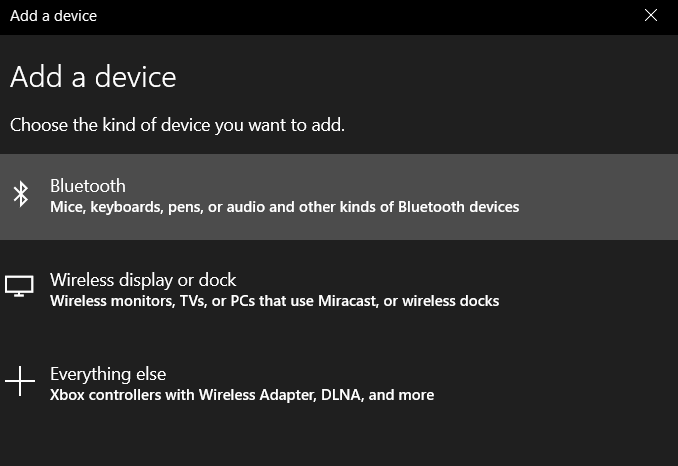 Add a device
Add a device
Choose the kind of device you want to add.
Bluetooth
Mice, keyboards, pens, or audio and other kinds of Bluetooth devices
Wireless display or dock
Wireless monitors, TVs, or PCs that use Miracast, or wireless docks
Everything else
Xbox controllers with Wireless Adapter, DLNA, and more